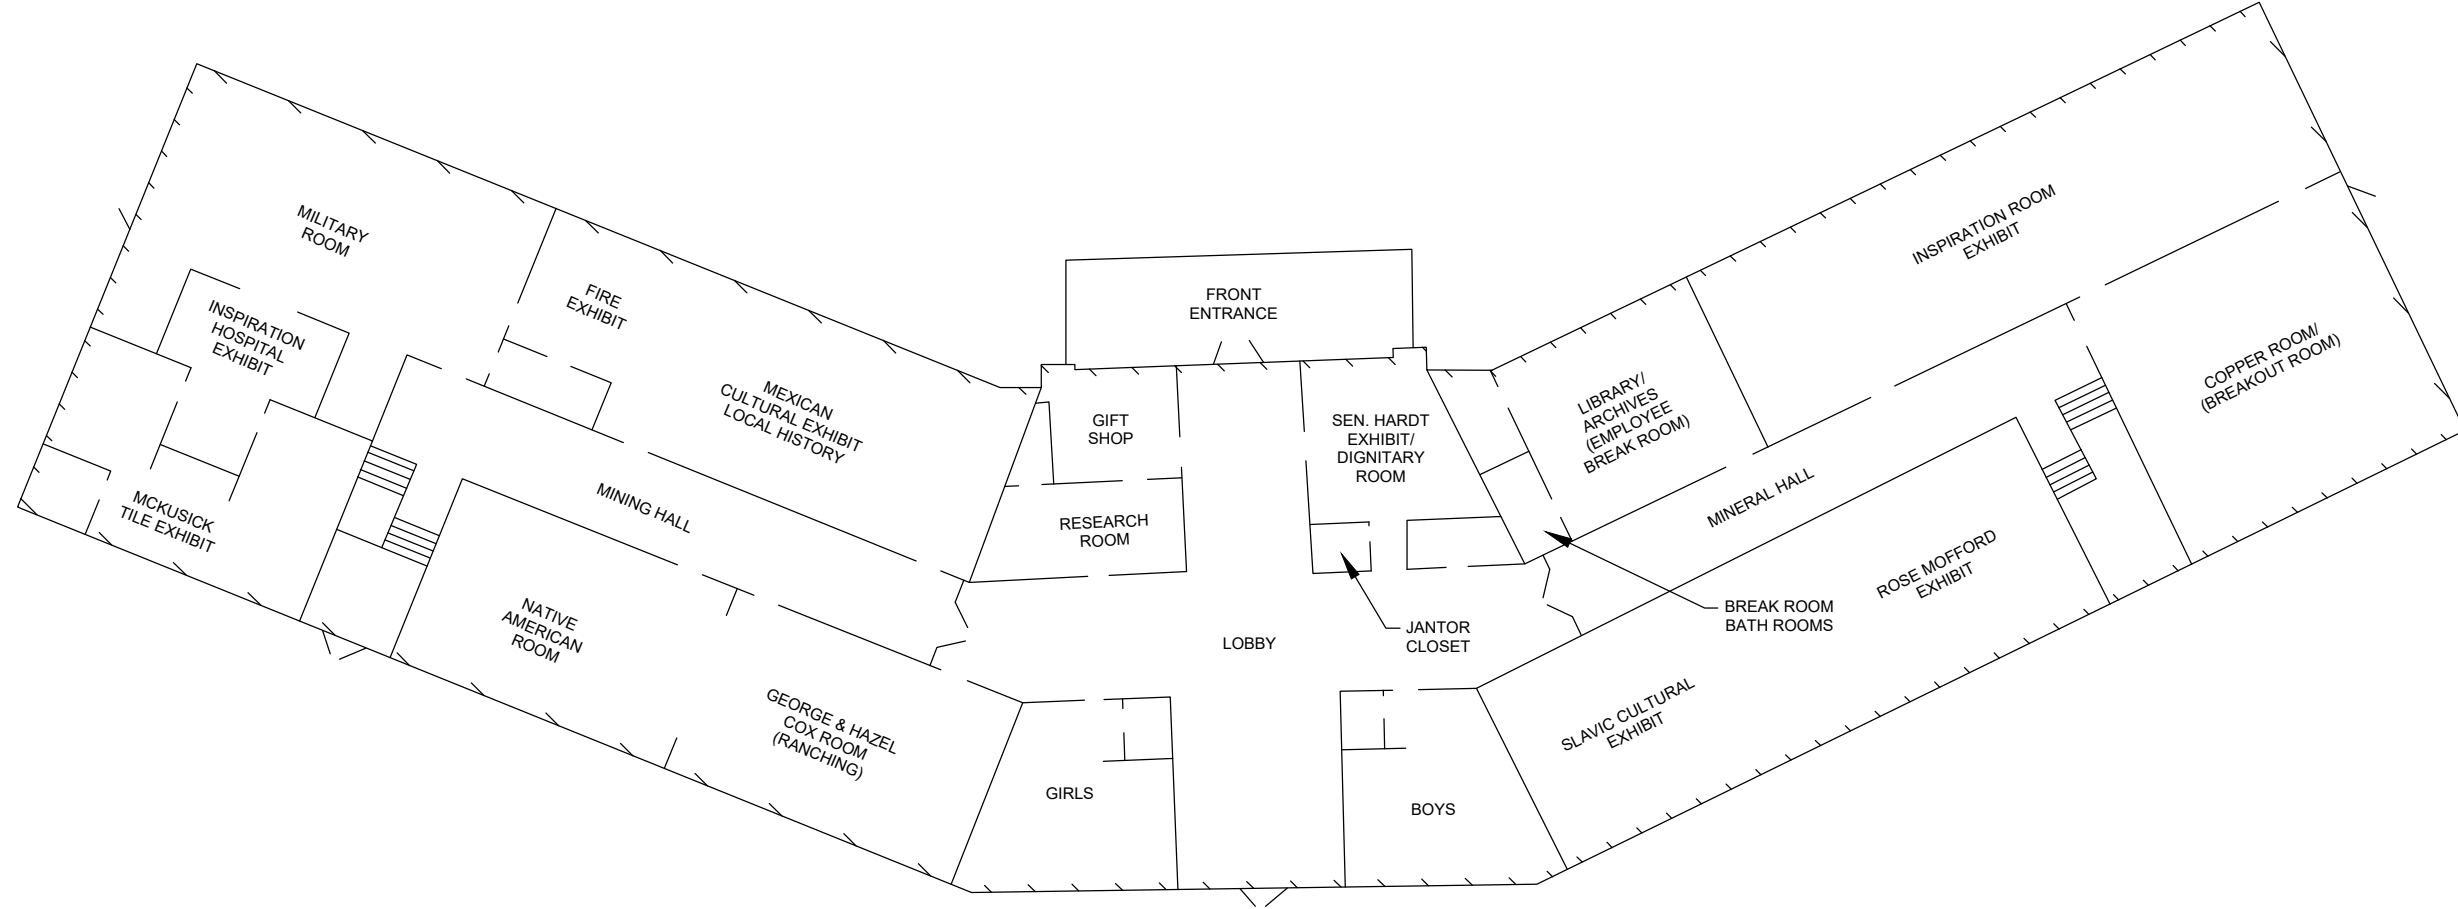 MILITARY
ROOM
INSPIRATION
HOSPITAL
EXHIBIT
MCKUSICK
TILE EXHIBIT
FIRE
EXHIBIT
MEXICAN
CULTURAL EXHIBIT
LOCAL HISTORY
MINING HALL
NATIVE
AMERICAN
ROOM
GEORGE & HAZEL
COX ROOM
(RANCHING)
FRONT
ENTRANCE
GIFT
SHOP
RESEARCH
ROOM
SEN. HARDT
EXHIBIT/
DIGNITARY
ROOM
JANTOR
CLOSET
LOBBY
GIRLS
BOYS
LIBRARY/
ARCHIVES
(EMPLOYEE
BREAK ROOM)
BREAK ROOM
BATH ROOMS
MINERAL HALL
INSPIRATION ROOM
EXHIBIT
COPPER ROOM/
(BREAKOUT ROOM)
ROSE MOFFORD
EXHIBIT
SLAVIC CULTURAL
EXHIBIT